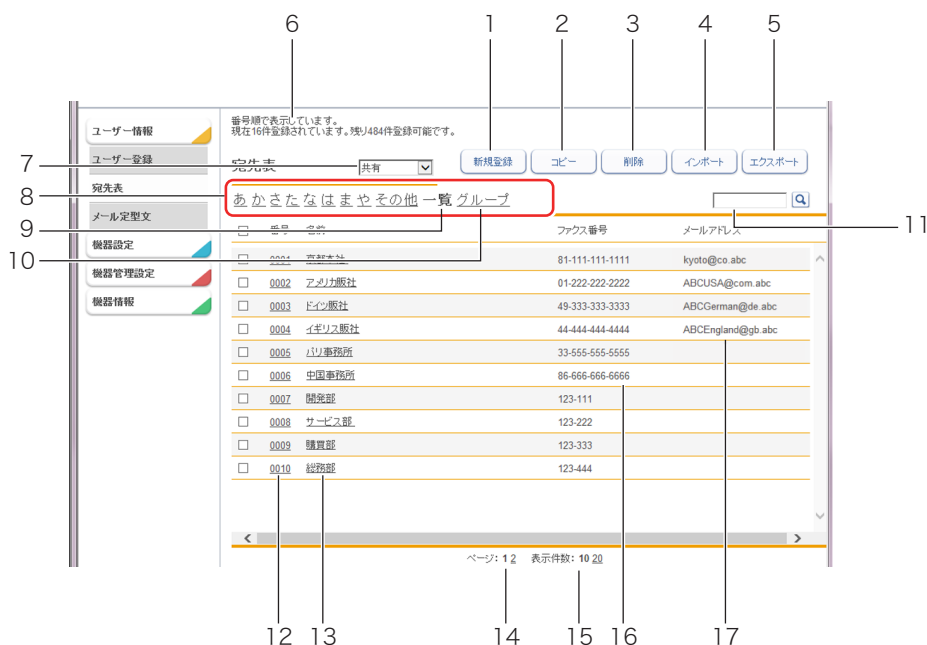 6 1 2 3 4 5
番号順で表示しています。
現在16件登録されています。残り484件登録可能です。
ユーザー情報
ユーザー登録
宛先表
メール定型文
機器設定
機器管理設定
機器情報
7
8
9
10
宛先表 共有 新規登録 コピー 削除 インポート エクスポート
あ か さ た な は ま や その他 一覧 グループ
11
番号 名前 ファクス番号 メールアドレス
0001 京都本社 81-111-111-1111 kyoto@co.abc
0002 アメリカ販社 01-222-222-2222 ABCUSA@com.abc
0003 ドイツ販社 49-333-333-3333 ABCGerman@de.abc
0004 イギリス販社 44-444-444-4444 ABCEngland@gb.abc
0005 パリ事務所 33-555-555-5555
0006 中国事務所 86-666-666-6666
0007 開発部 123-111
0008 サービス部 123-222
0009 購買部 123-333
0010 総務部 123-444
ページ: 1 2 表示件数: 10 20
12 13 14 15 16 17